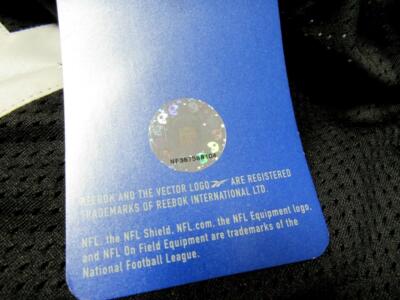 REEBOK AND THE VECTOR LOGO ARE REGISTERED
TRADEMARKS OF REEBOK INTERNATIONAL LTD.
NFL, the NFL Shield, NFL.com, the NFL Equipment logo,
and NFL On Field Equipment are trademarks of the
National Football League.